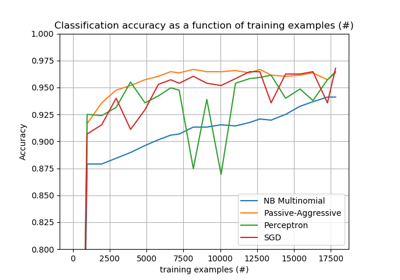 Classification accuracy as a function of training examples (#)
1.000
0.975
0.950
0.925
0.900
0.875
0.850
0.825
0.800
Accuracy
NB Multinomial
Passive-Aggressive
Perceptron
SGD
0 2500 5000 7500 10000 12500 15000 17500
training examples (#)